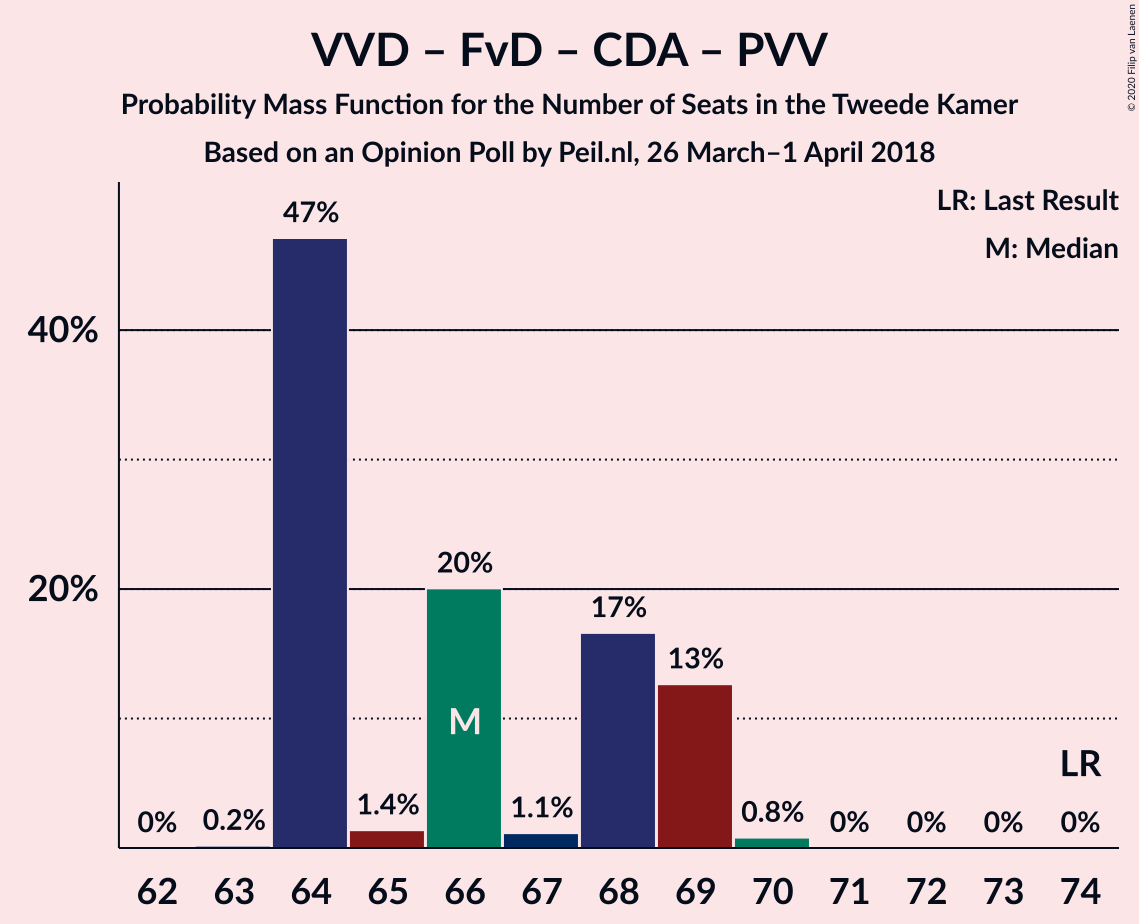 VVD – FvD – CDA – PVV
Probability Mass Function for the Number of Seats in the Tweede Kamer
Based on an Opinion Poll by Peil.nl, 26 March–1 April 2018
© 2020 Filip van Laenen
LR: Last Result
M: Median
47%
40%
20%
20%
17%
13%
M
LR
0%
0.2%
1.4%
1.1%
0.8%
0%
0%
0%
0%
62 63 64 65 66 67 68 69 70 71 72 73 74